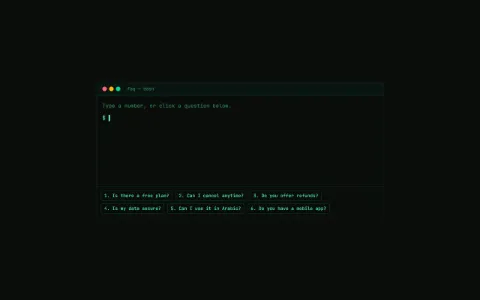 faq — bash
Type a number, or click a question below.
$
1. Is there a free plan? 2. Can I cancel anytime? 3. Do you offer refunds?
4. Is my data secure? 5. Can I use it in Arabic? 6. Do you have a mobile app?